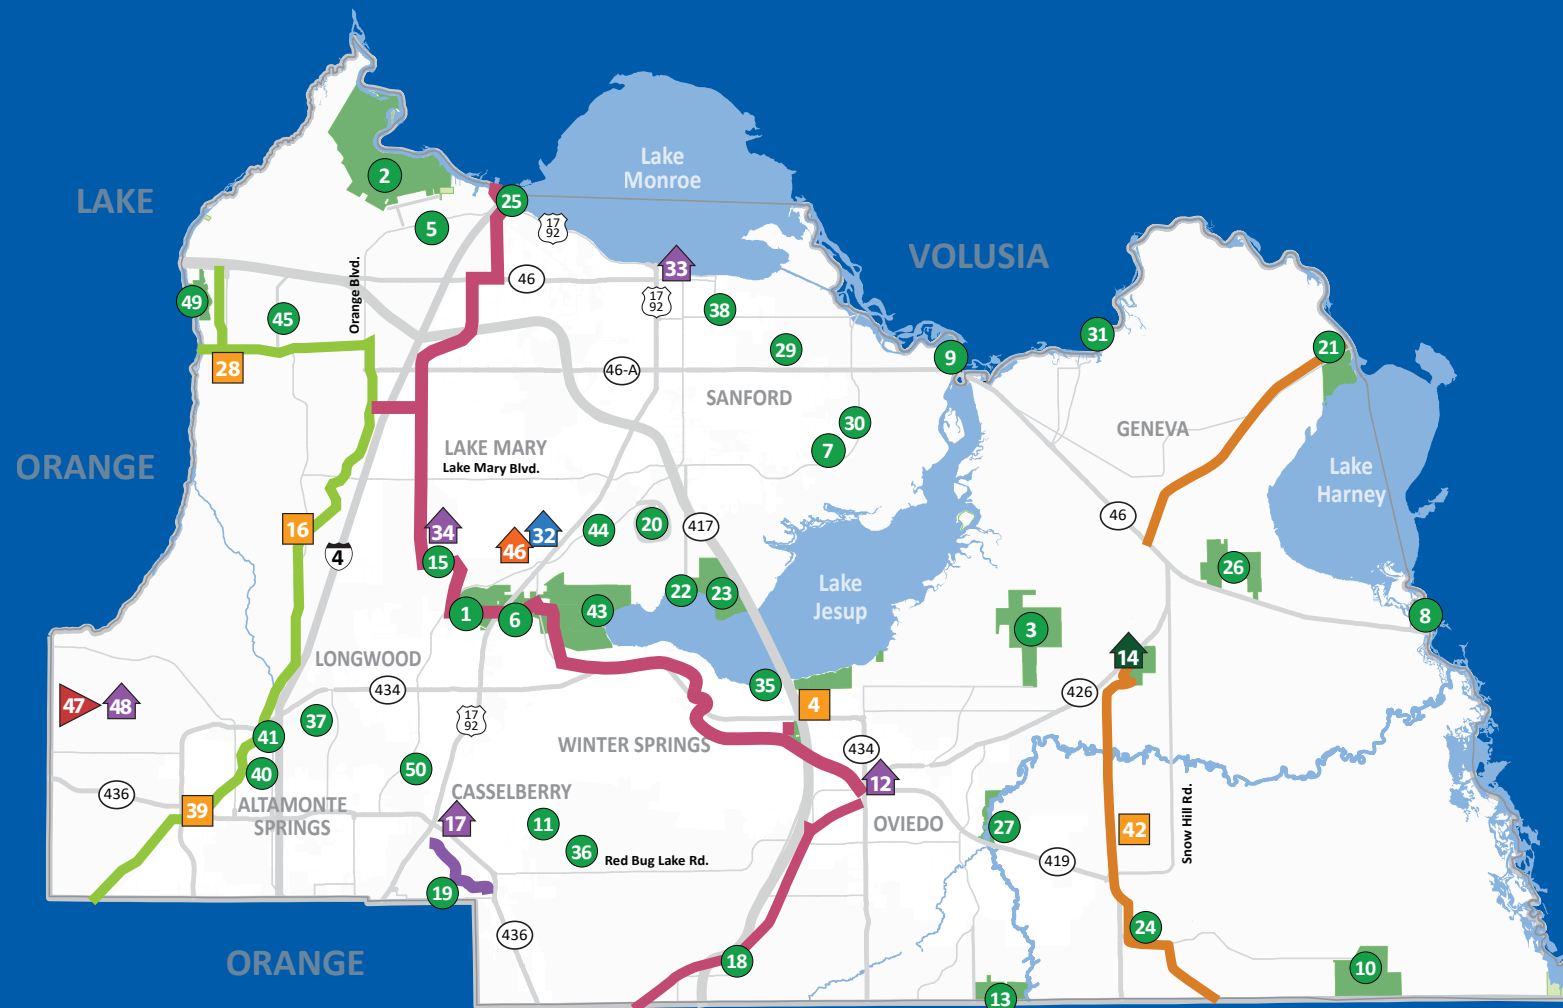 Lake
Monroe
2
LAKE
25
5
17
92
VOLUSIA
33
46
Orange Blvd.
49
17
92
38
45
31
21
29
9
28
46-A
SANFORD
30
GENEVA
LAKE MARY
7
Lake Mary Blvd.
ORANGE
Lake
Harney
46
16
34
32
44
20
417
46
4
15
26
Lake
Jesup
22
23
1
6
43
8
3
LONGWOOD
14
434
35
426
47
48
4
37
17
92
41
WINTER SPRINGS
434
50
40
12
CASSELBERRY
436
39
ALTAMONTE
SPRINGS
17
11
OVIEDO
27
42
Snow Hill Rd.
36
Red Bug Lake Rd.
419
19
24
436
ORANGE
18
10
13